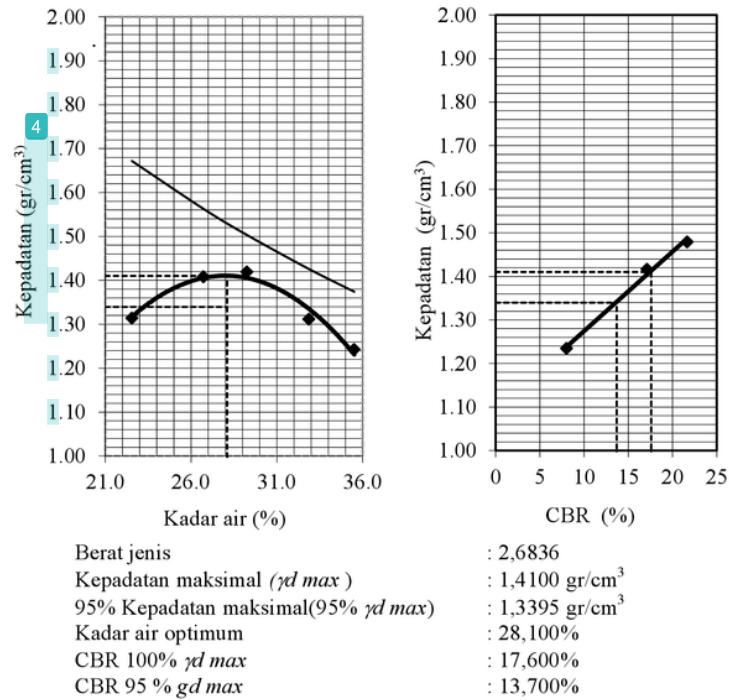 2.00
1.90
1.80
1.70
1.60
1.50
1.40
1.30
1.20
1.10
1.00
4
Kepadatan (gr/cm³)
21.0 26.0 31.0 36.0
Kadar air (%)
2.00
1.90
1.80
1.70
1.60
1.50
1.40
1.30
1.20
1.10
1.00
Kepadatan (gr/cm³)
0 5 10 15 20 25
CBR (%)
Berat jenis : 2,6836
Kepadatan maksimal (γd max ) : 1,4100 gr/cm³
95% Kepadatan maksimal(95% γd max) : 1,3395 gr/cm³
Kadar air optimum : 28,100%
CBR 100% γd max : 17,600%
CBR 95 % gd max : 13,700%